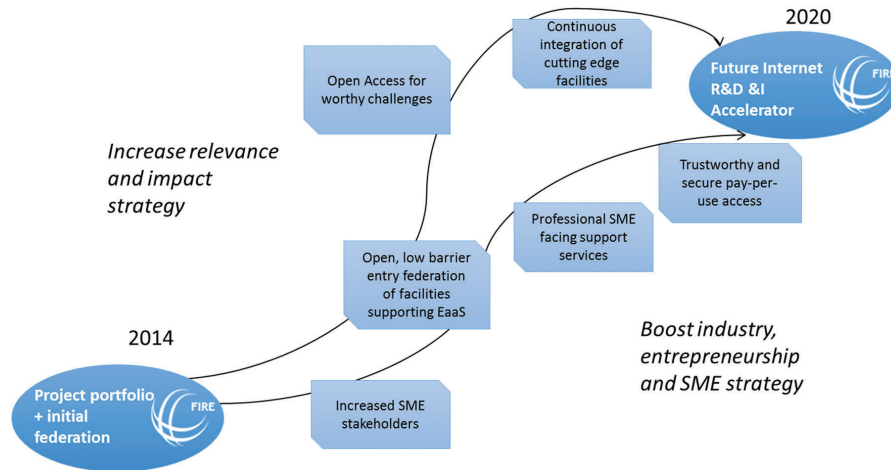 2020
Future Internet
R&D &I
Accelerator
FIRE
Continuous
integration of
cutting edge
facilities
Open Access for
worthy challenges
Increase relevance
and impact
strategy
Trustworthy and
secure pay-per-
use access
Professional SME
facing support
services
Open, low barrier
entry federation
of facilities
supporting EaaS
Boost industry,
entrepreneurship
and SME strategy
2014
Project portfolio
+ initial
federation
FIRE
Increased SME
stakeholders